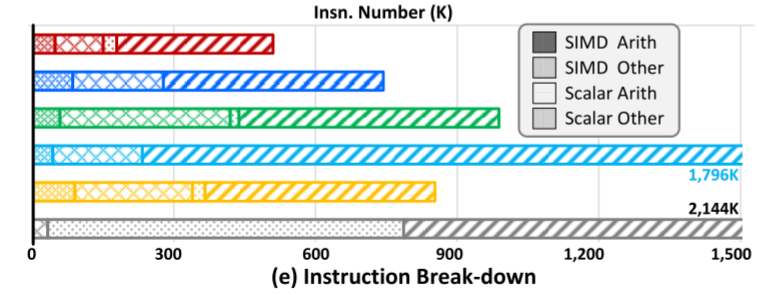 Insn. Number (K)
SIMD Arith
SIMD Other
Scalar Arith
Scalar Other
1,796K
2,144K
0 300 600 900 1,200 1,500
(e) Instruction Break-down